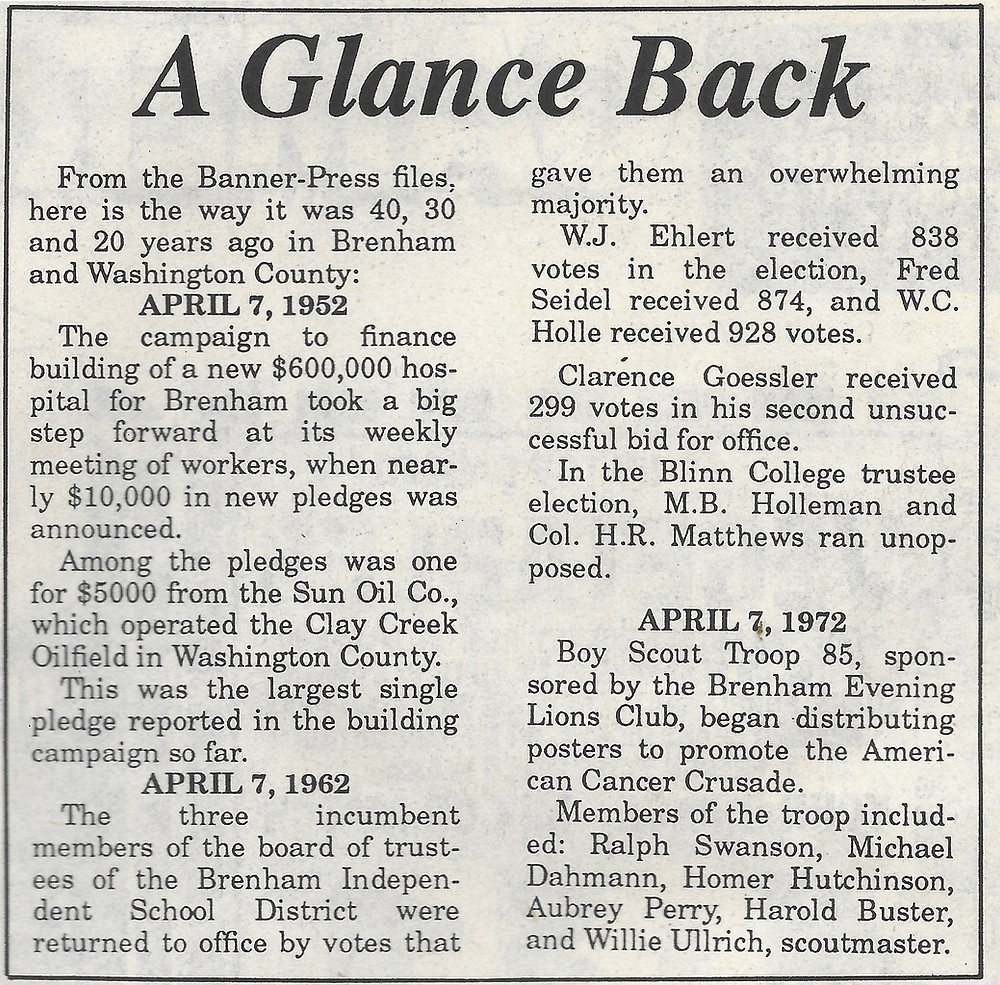 A Glance Back
From the Banner-Press files,
here is the way it was 40, 30
and 20 years ago in Brenham
and Washington County:
APRIL 7, 1952
The campaign to finance
building of a new $600,000 hos-
pital for Brenham took a big
step forward at its weekly
meeting of workers, when near-
ly $10,000 in new pledges was
announced.
Among the pledges was one
for $5000 from the Sun Oil Co.,
which operated the Clay Creek
Oilfield in Washington County.
This was the largest single
pledge reported in the building
campaign so far.
APRIL 7, 1962
The three incumbent
members of the board of trust-
ees of the Brenham Indepen-
dent School District were
returned to office by votes that
gave them an overwhelming
majority.
W.J. Ehlert received 838
votes in the election, Fred
Seidel received 874, and W.C.
Holle received 928 votes.
Clarence Goessler received
299 votes in his second unsuc-
cessful bid for office.
In the Blinn College trustee
election, M.B. Holleman and
Col. H.R. Matthews ran unop-
posed.
APRIL 7, 1972
Boy Scout Troop 85, spon-
sored by the Brenham Evening
Lions Club, began distributing
posters to promote the Ameri-
can Cancer Crusade.
Members of the troop includ-
ed: Ralph Swanson, Michael
Dahmann, Homer Hutchinson,
Aubrey Perry, Harold Buster,
and Willie Ullrich, scoutmaster.